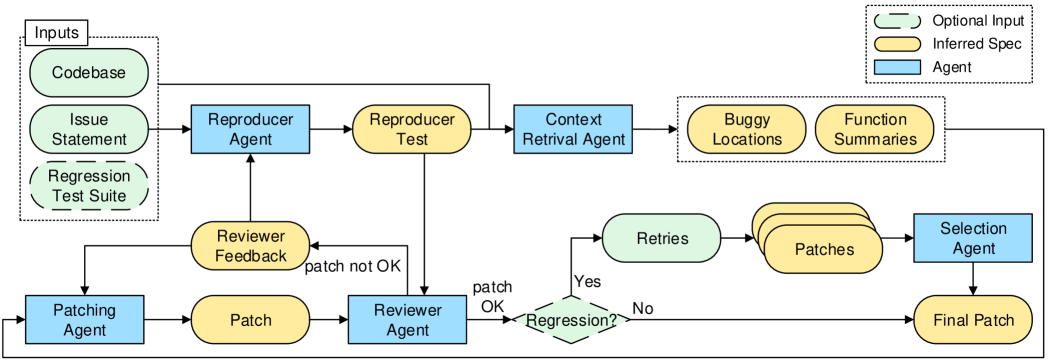 Inputs
Codebase
Issue
Statement
Regression
Test Suite
Reproducer
Agent
Reproducer
Test
Context
Retrival Agent
Buggy
Locations
Function
Summaries
Optional Input
Inferred Spec
Agent
Reviewer
Feedback
patch not OK
Patching
Agent
Patch
Reviewer
Agent
patch
OK
Regression?
Yes
No
Retries
Patches
Selection
Agent
Final Patch